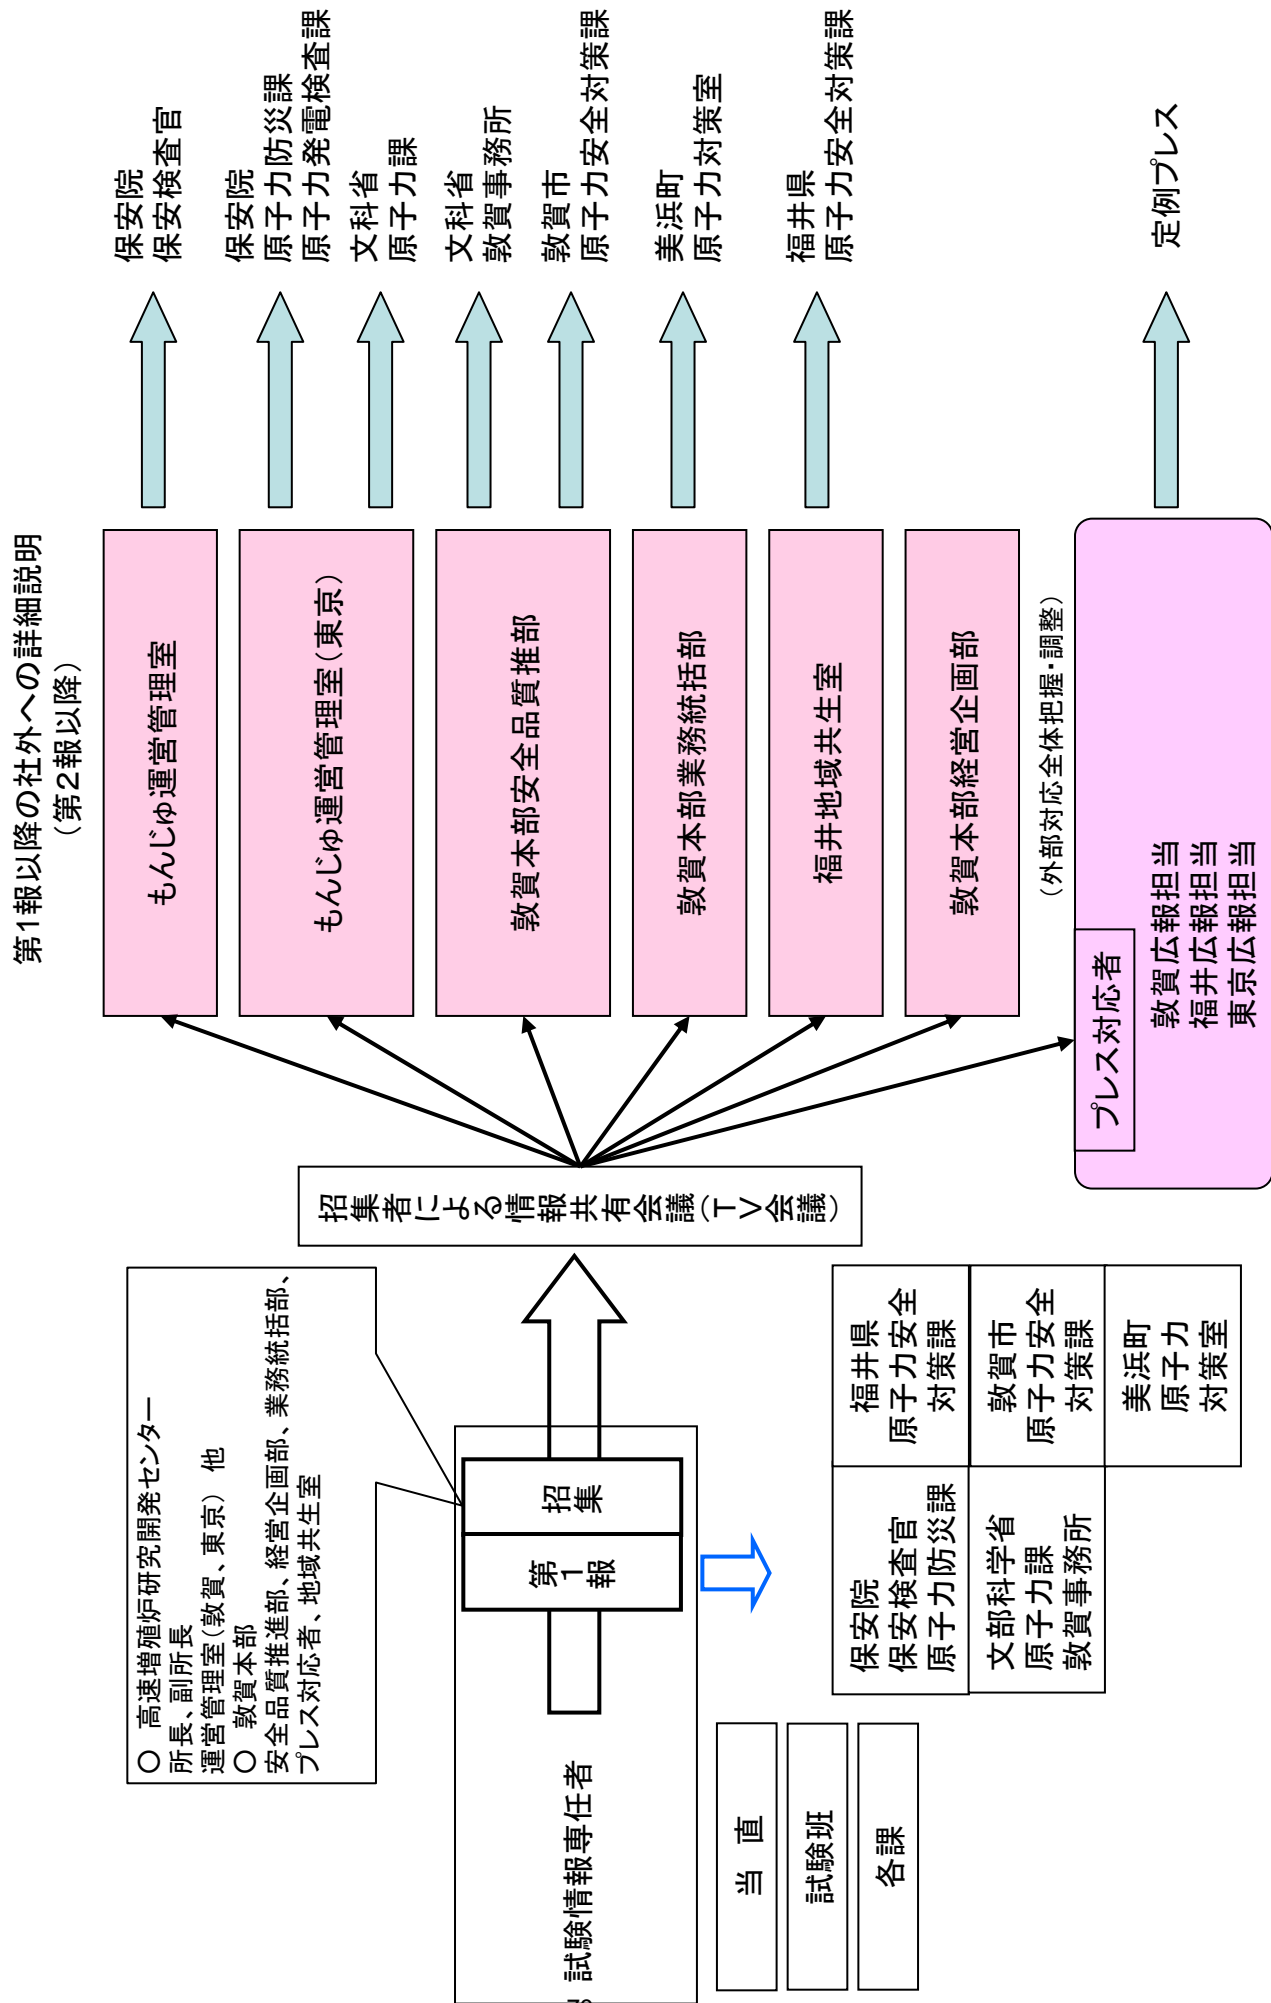 第1報以降の社外への詳細説明
（第2報以降）
○ 高速増殖炉研究開発センター
所長、副所長
運営管理室（敦賀、東京） 他
○ 敦賀本部
安全品質推進部、経営企画部、業務統括部、
プレス対応者、地域共生室
試験情報専任者
第1報
招集
当 直
試験班
各課
保安院
保安検査官
原子力防災課
文部科学省
原子力課
敦賀事務所
福井県
原子力安全
対策課
敦賀市
原子力安全
対策課
美浜町
原子力
対策室
招集者による情報共有会議（TV会議）
もんじゅ運営管理室
もんじゅ運営管理室（東京）
敦賀本部安全品質推部
敦賀本部業務統括部
福井地域共生室
敦賀本部経営企画部
（外部対応全体把握・調整）
プレス対応者
敦賀広報担当
福井広報担当
東京広報担当
保安院
保安検査官
保安院
原子力防災課
原子力発電検査課
文科省
原子力課
文科省
敦賀事務所
敦賀市
原子力安全対策課
美浜町
原子力対策室
福井県
原子力安全対策課
定例プレス